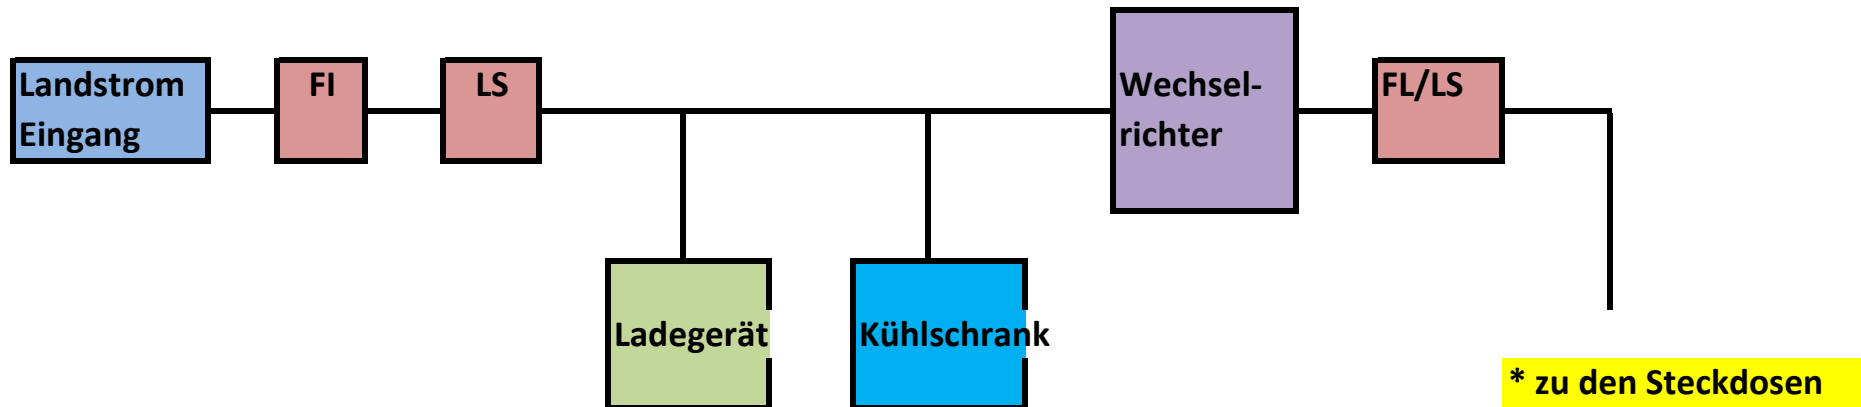 Landstrom
Eingang
FI
LS
Wechsel-
richter
FL/LS
Ladegerät
Kühlschrank
* zu den Steckdosen